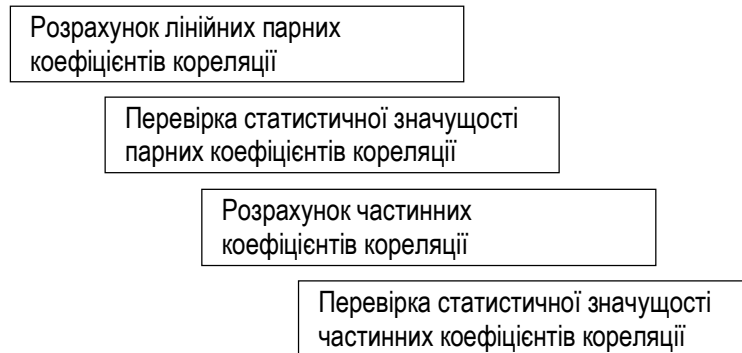 Розрахунок лінійних парних
коефіцієнтів кореляції
Перевірка статистичної значущості
парних коефіцієнтів кореляції
Розрахунок частинних
коефіцієнтів кореляції
Перевірка статистичної значущості
частинних коефіцієнтів кореляції